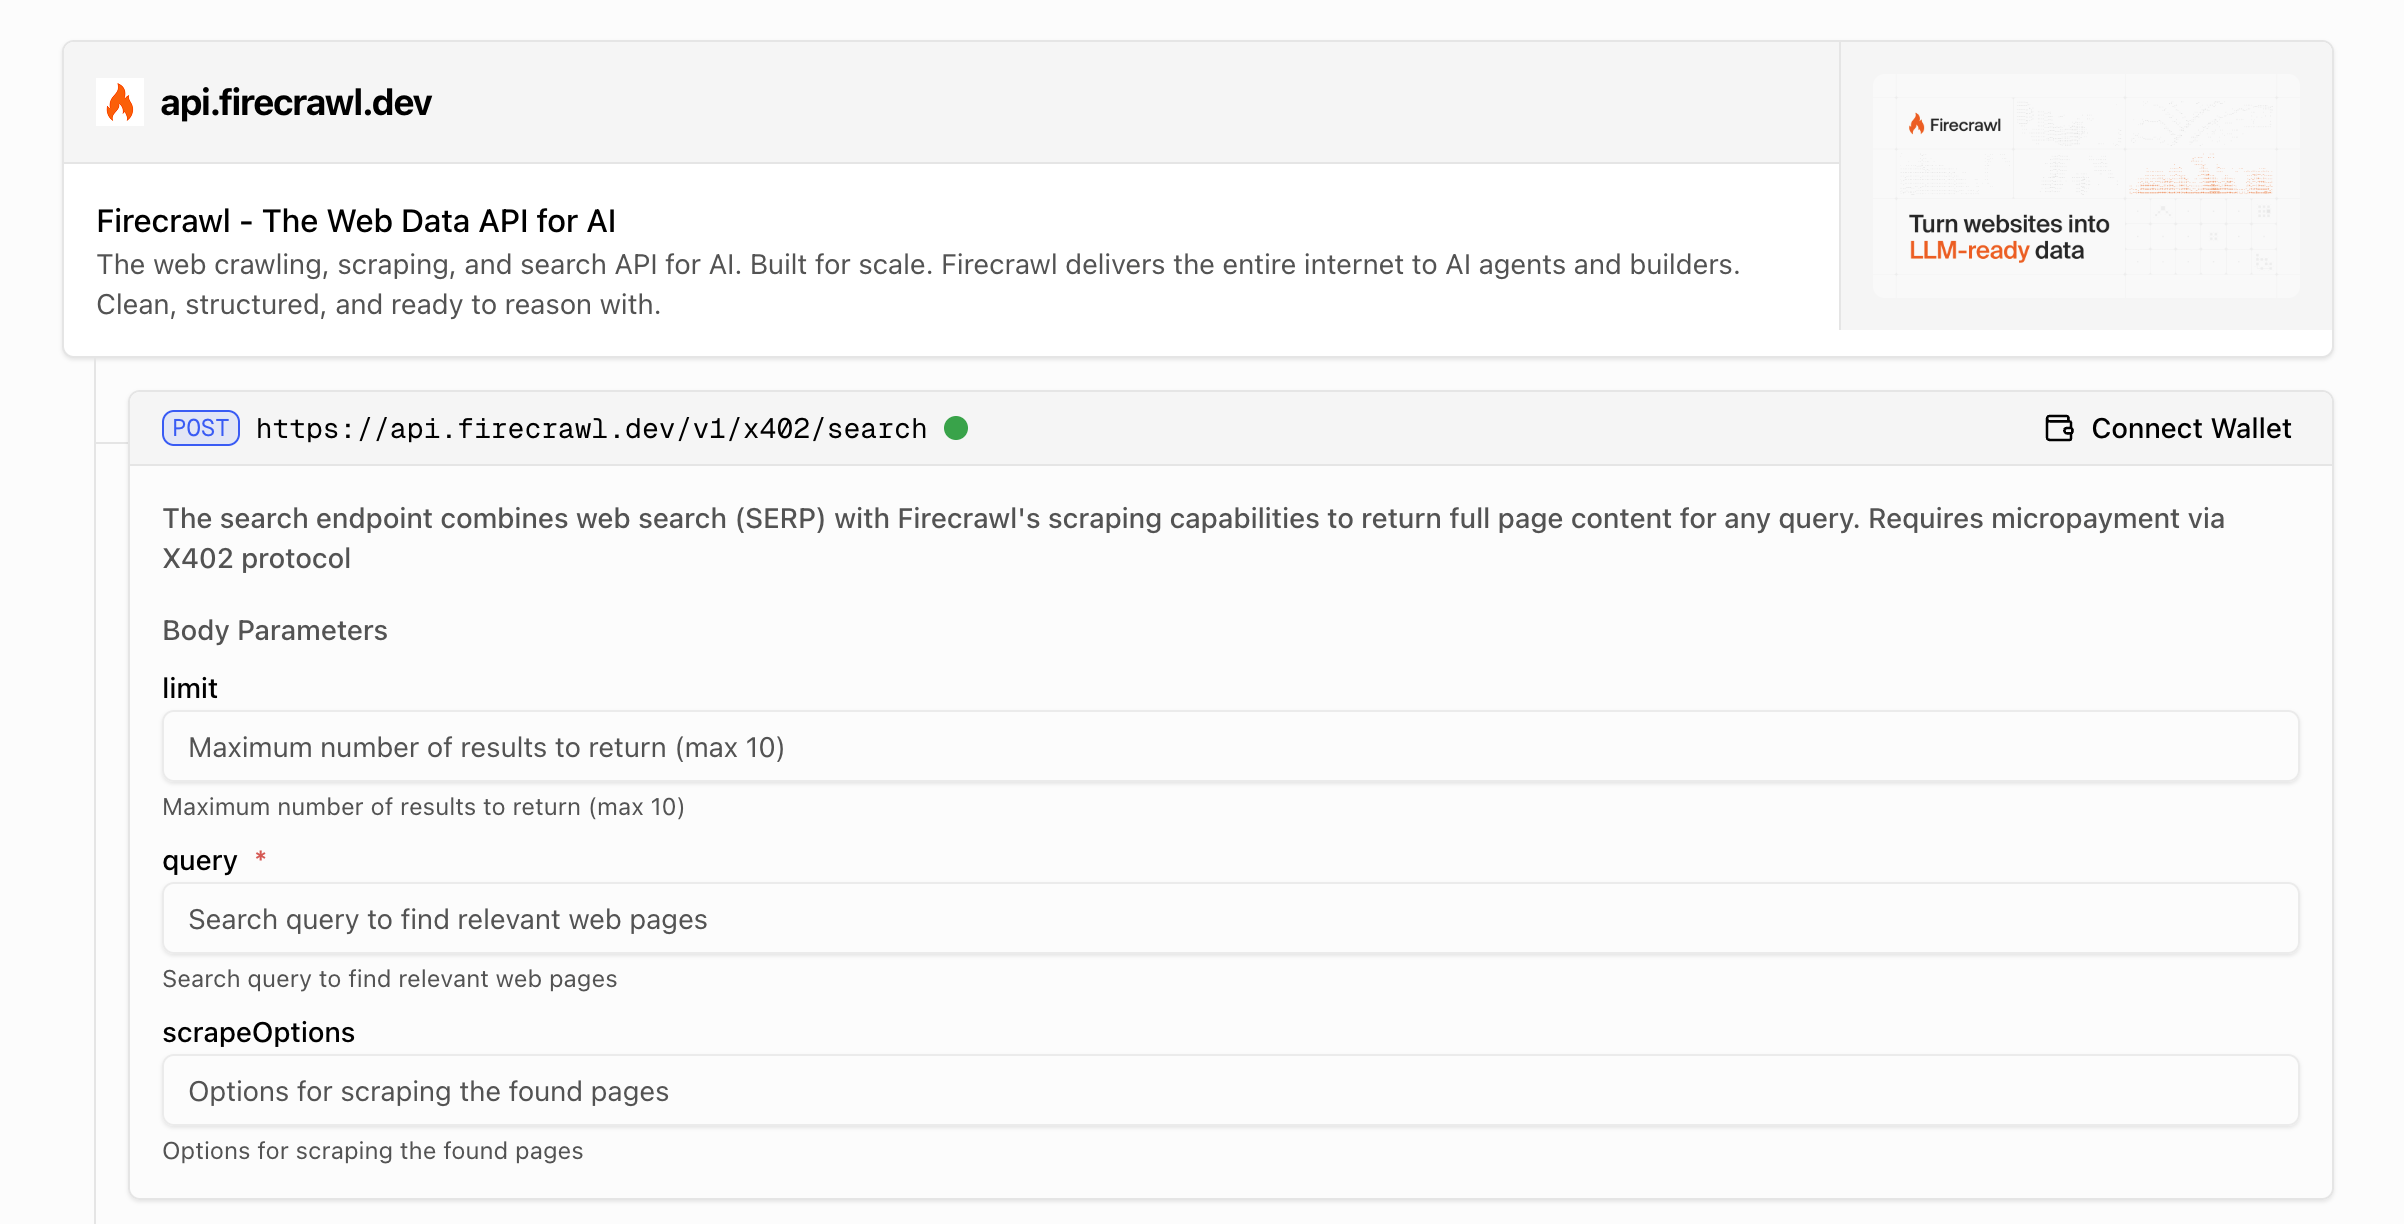 api.firecrawl.dev
Firecrawl - The Web Data API for AI
The web crawling, scraping, and search API for AI. Built for scale. Firecrawl delivers the entire internet to AI agents and builders.
Clean, structured, and ready to reason with.
Firecrawl
Turn websites into
LLM-ready data
POST https://api.firecrawl.dev/v1/x402/search
Connect Wallet
The search endpoint combines web search (SERP) with Firecrawl's scraping capabilities to return full page content for any query. Requires micropayment via
X402 protocol
Body Parameters
limit
Maximum number of results to return (max 10)
Maximum number of results to return (max 10)
query *
Search query to find relevant web pages
Search query to find relevant web pages
scrapeOptions
Options for scraping the found pages
Options for scraping the found pages